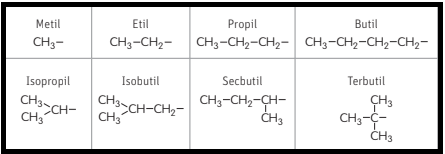 Metil
CH₃–
Etil
CH₃–CH₂–
Propil
CH₃–CH₂–CH₂–
Butil
CH₃–CH₂–CH₂–CH₂–
Isopropil
CH₃
CH–
CH₃
Isobutil
CH₃
CH–CH₂–
CH₃
Secbutil
CH₃–CH₂–CH–
CH₃
Terbutil
CH₃
CH₃–C–
CH₃